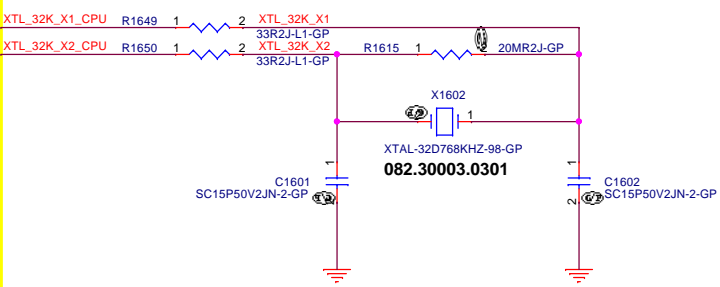 XTL_32K_X1_CPU R1649 1 2 XTL_32K_X1
33R2J-L1-GP
XTL_32K_X2_CPU R1650 1 2 XTL_32K_X2 R1615 1 2 20MR2J-GP
33R2J-L1-GP
X1602
1
XTAL-32D768KHZ-98-GP
082.30003.0301
1 1
C1601 C1602
SC15P50V2JN-2-GP SC15P50V2JN-2-GP
2